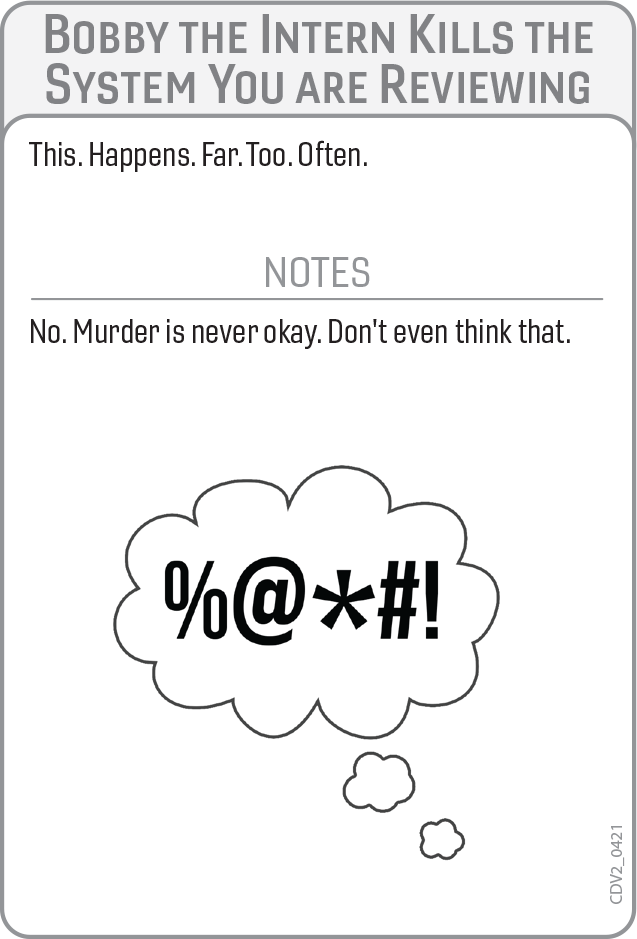 Bobby the Intern Kills the
System You are Reviewing
This. Happens. Far. Too. Often.
NOTES
No. Murder is never okay. Don't even think that.
%@*#!
CDV2_0421